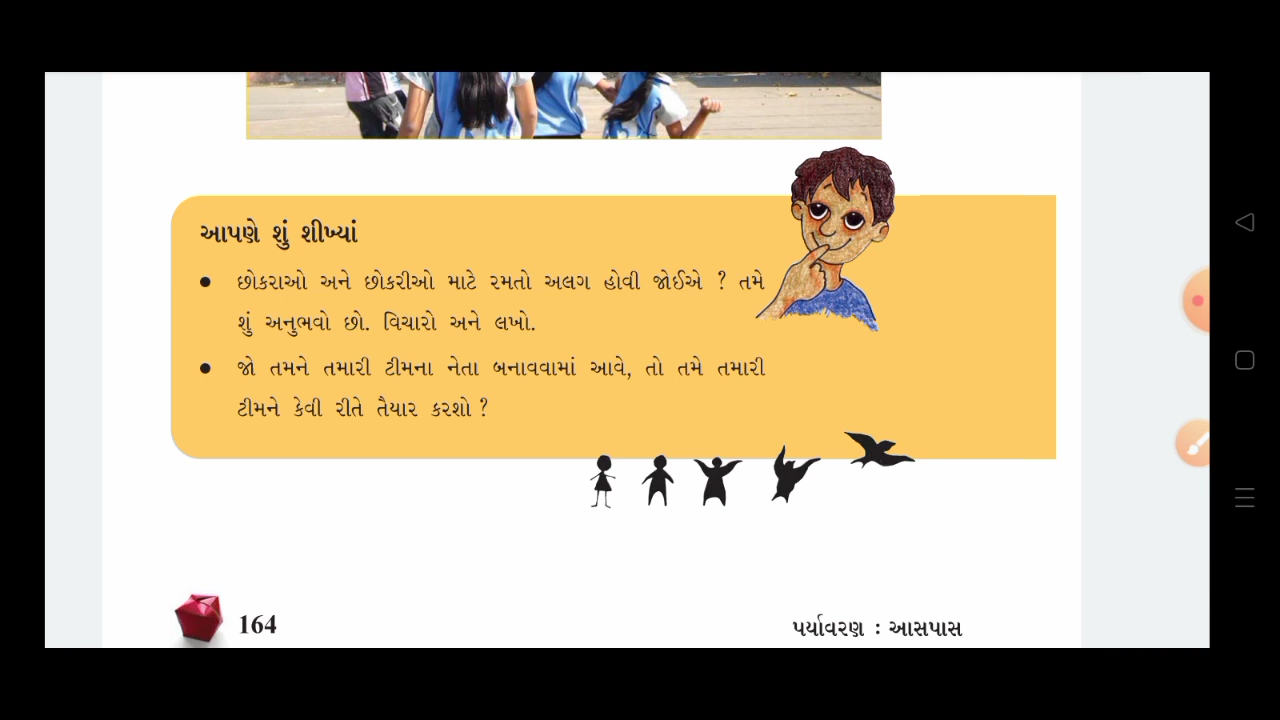 આપણે શું શીખ્યાં
• છોકરાઓ અને છોકરીઓ માટે રમતો અલગ હોવી જોઈએ ? તમે
શું અનુભવો છો. વિચારો અને લખો.
• જો તમને તમારી ટીમના નેતા બનાવવામાં આવે, તો તમે તમારી
ટીમને કેવી રીતે તૈયાર કરશો ?
164
પર્યાવરણ : આસપાસ